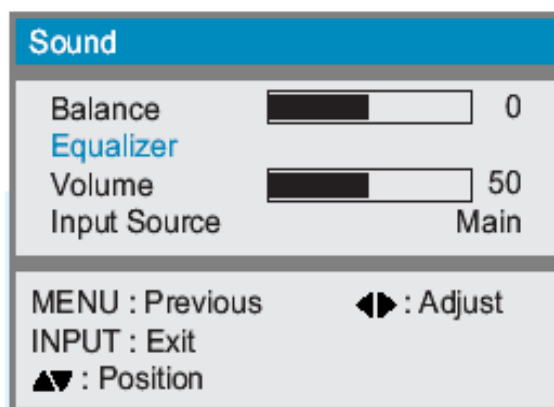 Sound
Balance 0
Equalizer
Volume 50
Input Source Main
MENU : Previous ◀▶ : Adjust
INPUT : Exit
▲▼ : Position